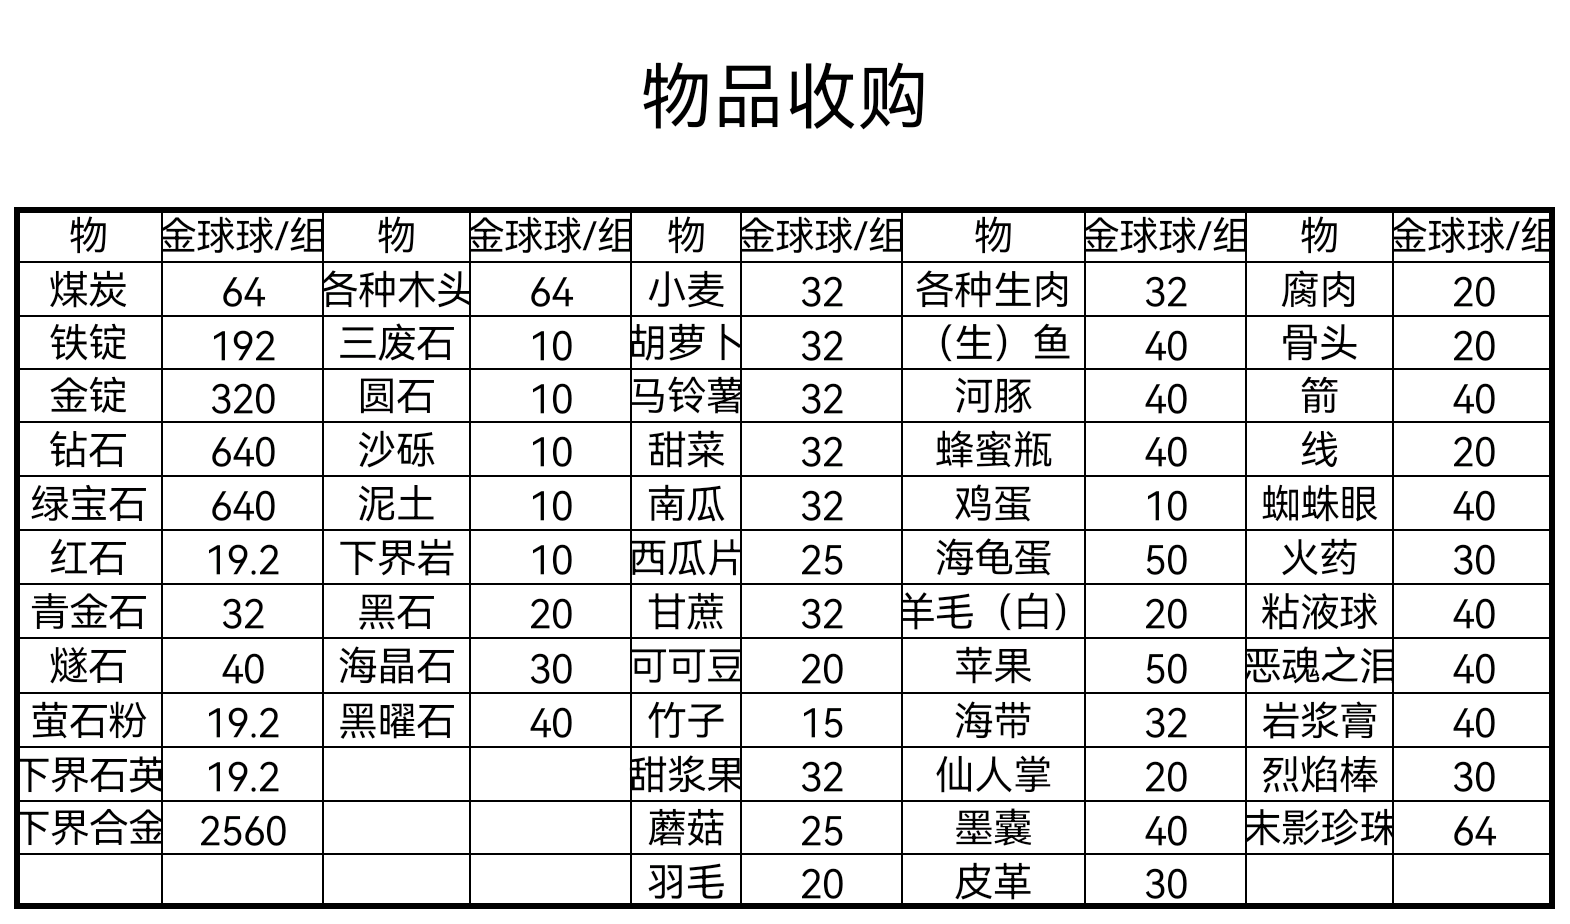 物品收购
物 金球球/组 物 金球球/组 物 金球球/组 物 金球球/组 物 金球球/组
煤炭 64 各种木头 64 小麦 32 各种生肉 32 腐肉 20
铁锭 192 三废石 10 胡萝卜 32 （生）鱼 40 骨头 20
金锭 320 圆石 10 马铃薯 32 河豚 40 箭 40
钻石 640 沙砾 10 甜菜 32 蜂蜜瓶 40 线 20
绿宝石 640 泥土 10 南瓜 32 鸡蛋 10 蜘蛛眼 40
红石 19.2 下界岩 10 西瓜片 25 海龟蛋 50 火药 30
青金石 32 黑石 20 甘蔗 32 羊毛（白） 20 粘液球 40
燧石 40 海晶石 30 可可豆 20 苹果 50 恶魂之泪 40
萤石粉 19.2 黑曜石 40 竹子 15 海带 32 岩浆膏 40
下界石英 19.2 甜浆果 32 仙人掌 20 烈焰棒 30
下界合金 2560 蘑菇 25 墨囊 40 末影珍珠 64
羽毛 20 皮革 30